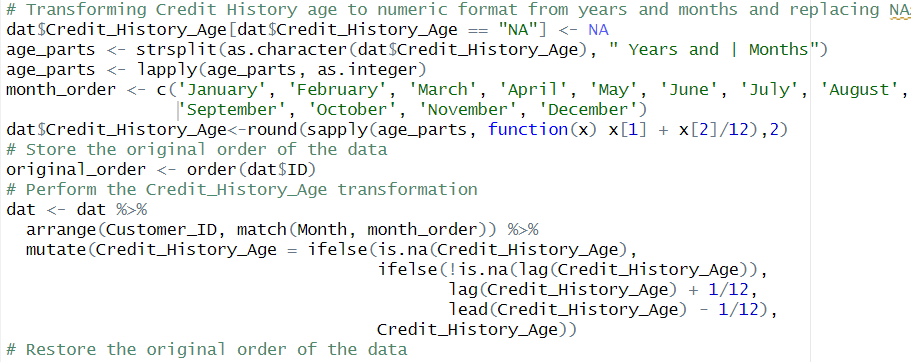 # Transforming Credit History age to numeric format from years and months and replacing NA
dat$Credit_History_Age[dat$Credit_History_Age == "NA"] <- NA
age_parts <- strsplit(as.character(dat$Credit_History_Age), " Years and | Months")
age_parts <- lapply(age_parts, as.integer)
month_order <- c('January', 'February', 'March', 'April', 'May', 'June', 'July', 'August',
'September', 'October', 'November', 'December')
dat$Credit_History_Age<-round(sapply(age_parts, function(x) x[1] + x[2]/12),2)
# Store the original order of the data
original_order <- order(dat$ID)
# Perform the Credit_History_Age transformation
dat <- dat %>%
arrange(Customer_ID, match(Month, month_order)) %>%
mutate(Credit_History_Age = ifelse(is.na(Credit_History_Age),
ifelse(!is.na(lag(Credit_History_Age)),
lag(Credit_History_Age) + 1/12,
lead(Credit_History_Age) - 1/12),
Credit_History_Age))
# Restore the original order of the data